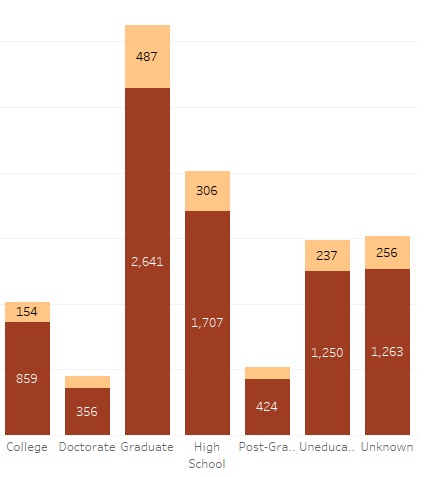 487
306
2,641
237
256
154
1,707
1,250
1,263
859
356
424
College
Doctorate
Graduate
High
School
Post-Gra..
Uneduca..
Unknown